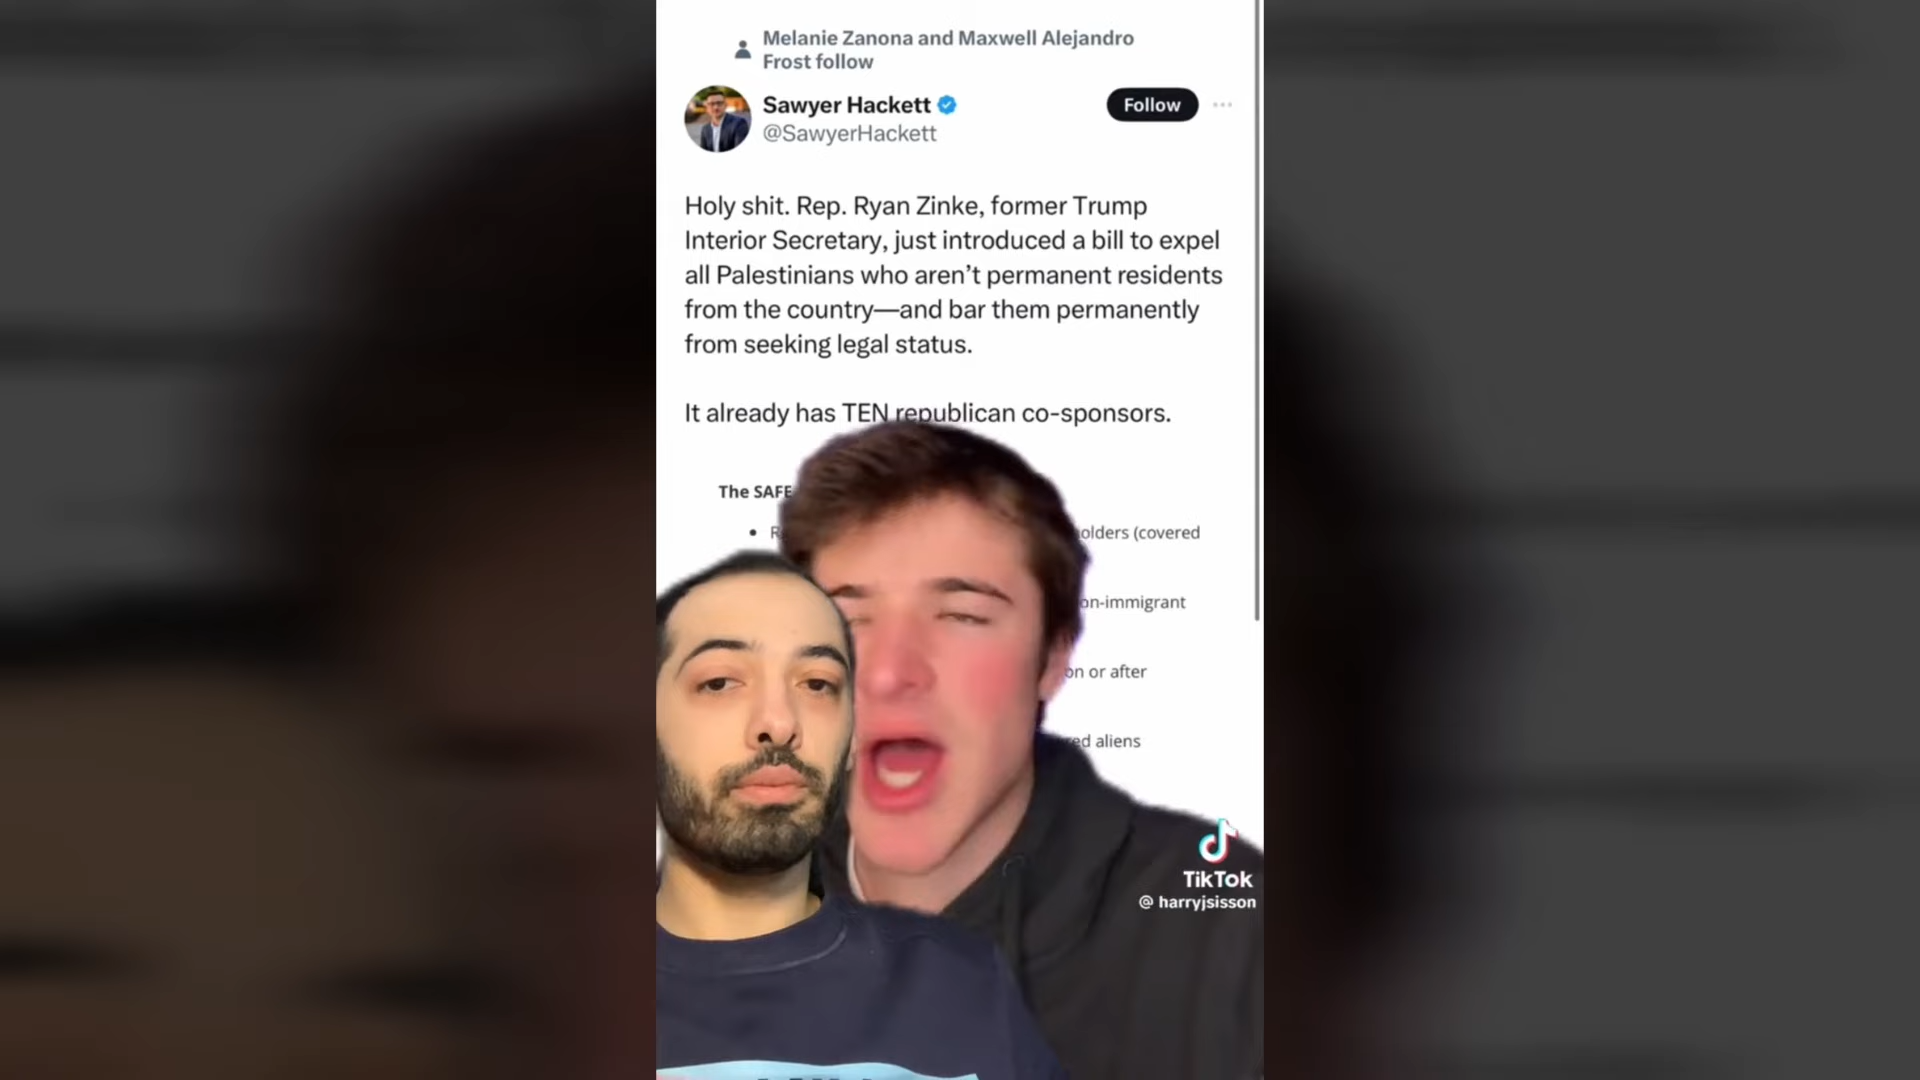 Melanie Zanona and Maxwell Alejandro
Frost follow
Sawyer Hackett
@SawyerHackett
Follow
Holy shit. Rep. Ryan Zinke, former Trump
Interior Secretary, just introduced a bill to expel
all Palestinians who aren’t permanent residents
from the country—and bar them permanently
from seeking legal status.
It already has TEN republican co-sponsors.
The SAFE
(covered
on-immigrant
on or after
aliens
TikTok
@ harryjsisson